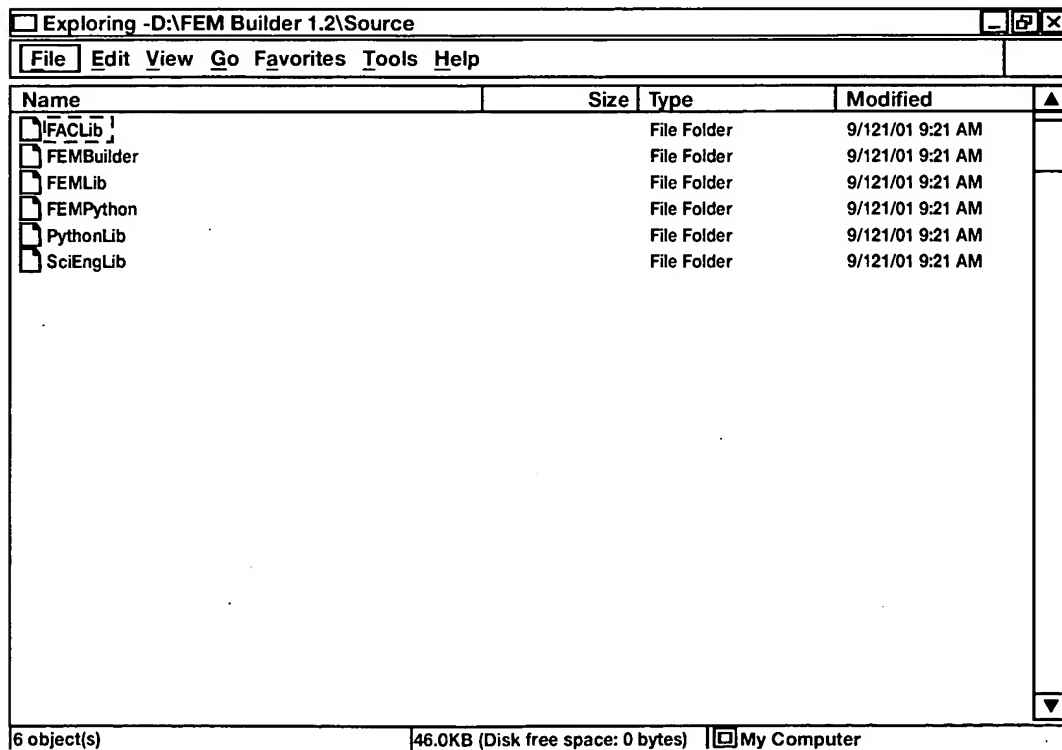 Exploring -D:\FEM Builder 1.2\Source
File Edit View Go Favorites Tools Help
Name Size Type Modified
FACLib File Folder 9/121/01 9:21 AM
FEMBuilder File Folder 9/121/01 9:21 AM
FEMLib File Folder 9/121/01 9:21 AM
FEMPython File Folder 9/121/01 9:21 AM
PythonLib File Folder 9/121/01 9:21 AM
SciEngLib File Folder 9/121/01 9:21 AM
6 object(s) 46.0KB (Disk free space: 0 bytes) My Computer